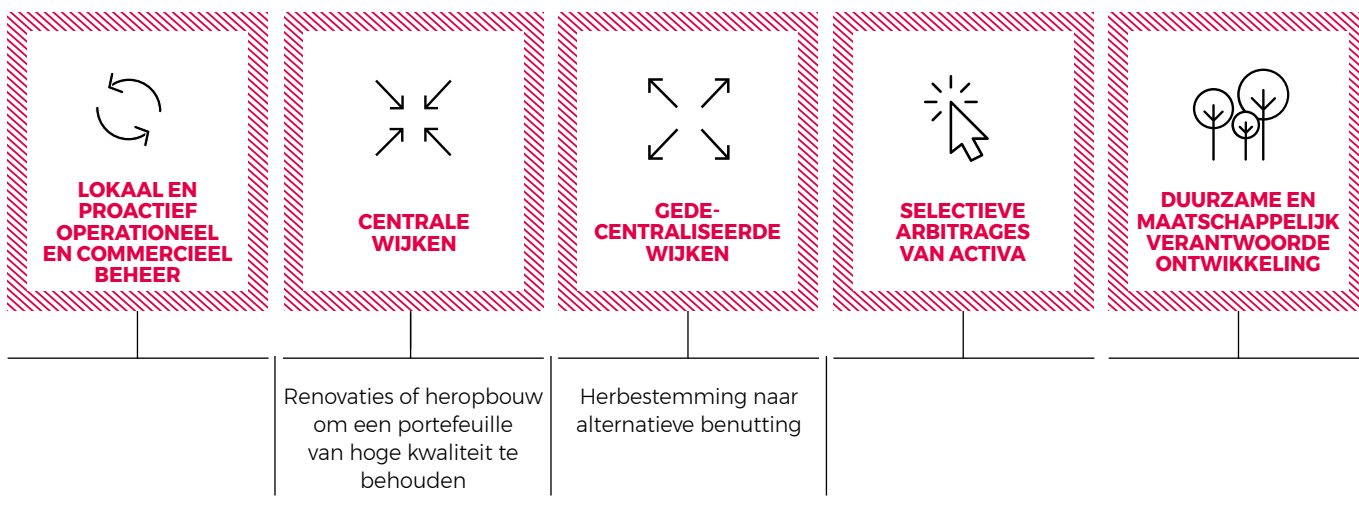 LOKAAL EN
PROACTIEF
OPERATIONEEL
EN COMMERCIEEL
BEHEER
CENTRALE
WIJKEN
GEDE-
CENTRALISEERDE
WIJKEN
SELECTIEVE
ARBITRAGES
VAN ACTIVA
DUURZAME EN
MAATSCHAPPELIJK
VERANTWOORDE
ONTWIKKELING
Renovaties of heropbouw
om een portefeuille
van hoge kwaliteit te
behouden
Herbestemming naar
alternatieve benutting